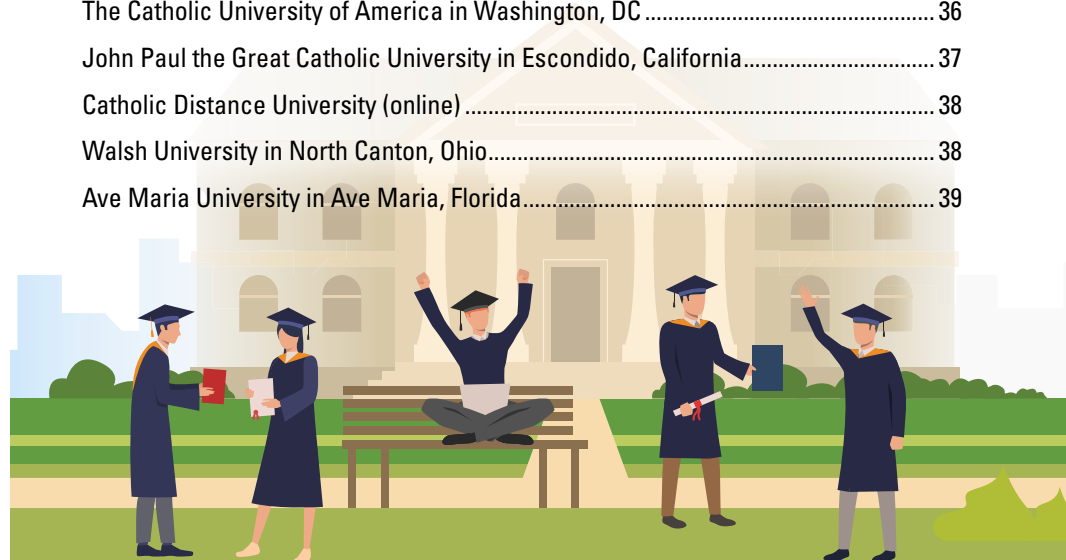 The Catholic University of America in Washington, DC.................................................. 36
John Paul the Great Catholic University in Escondido, California................................. 37
Catholic Distance University (online) ................................................................................. 38
Walsh University in North Canton, Ohio............................................................................. 38
Ave Maria University in Ave Maria, Florida....................................................................... 39